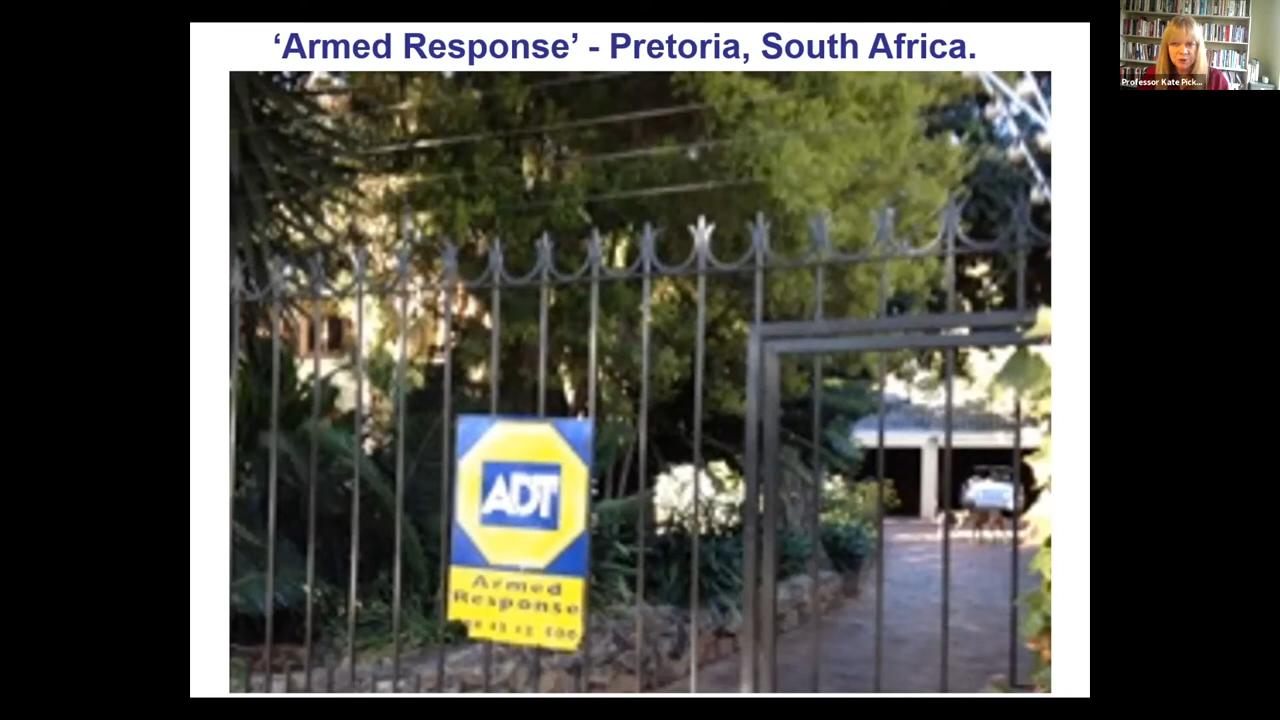 ‘Armed Response’ - Pretoria, South Africa.
Professor Kate Pick...
ADT
Armed
Response